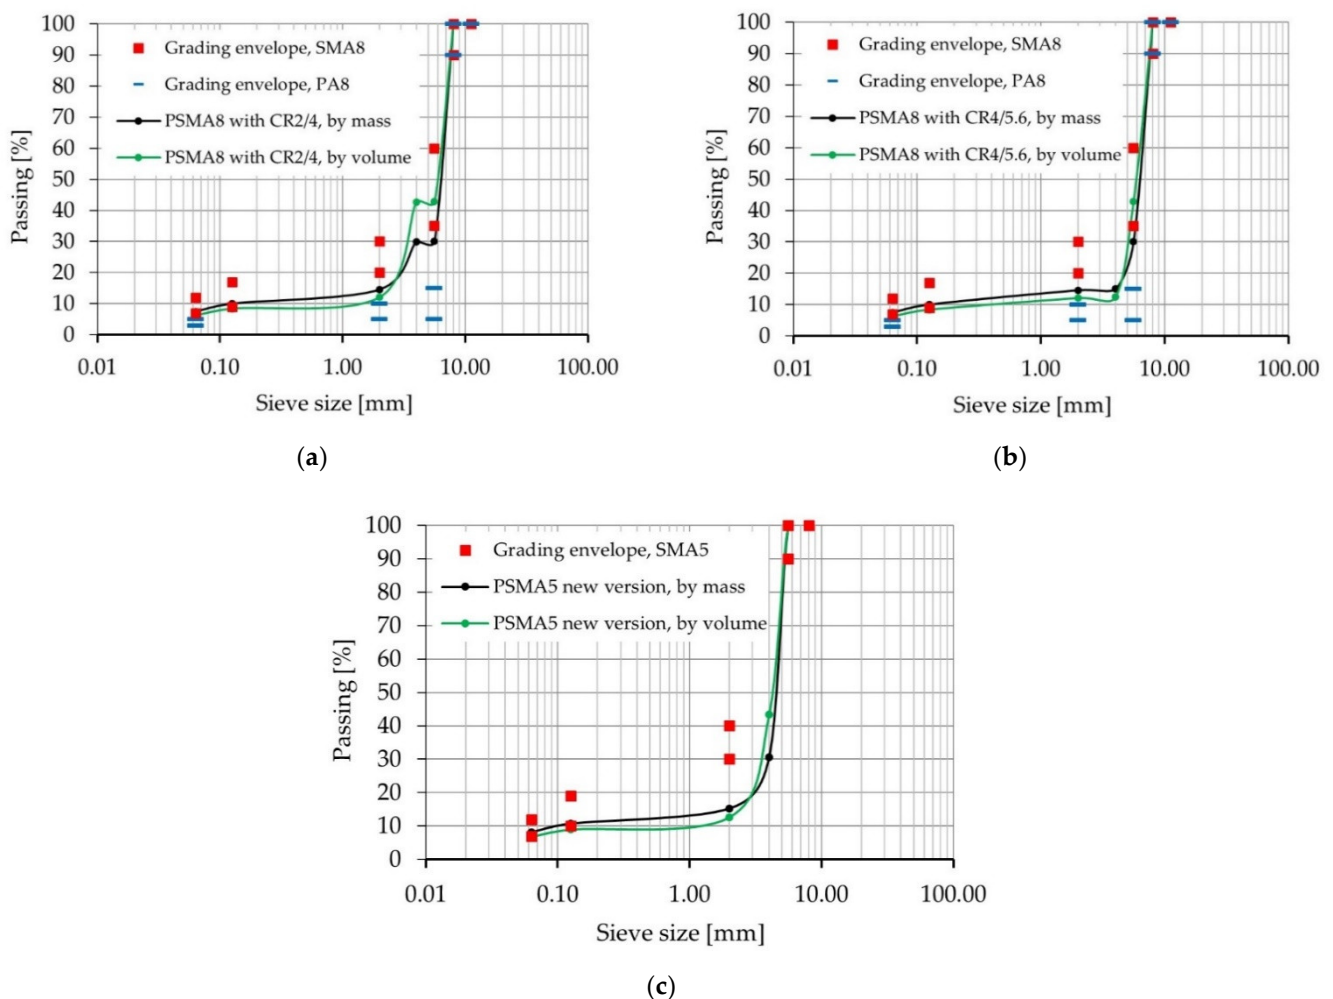 100
90
80
70
60
50
40
30
20
10
0
Passing [%]
Grading envelope, SMA8
Grading envelope, PA8
PSMA8 with CR2/4, by mass
PSMA8 with CR2/4, by volume
0.01 0.10 1.00 10.00 100.00
Sieve size [mm]
(a)
100
90
80
70
60
50
40
30
20
10
0
Passing [%]
Grading envelope, SMA8
Grading envelope, PA8
PSMA8 with CR4/5.6, by mass
PSMA8 with CR4/5.6, by volume
0.01 0.10 1.00 10.00 100.00
Sieve size [mm]
(b)
100
90
80
70
60
50
40
30
20
10
0
Passing [%]
Grading envelope, SMA5
PSMA5 new version, by mass
PSMA5 new version, by volume
0.01 0.10 1.00 10.00 100.00
Sieve size [mm]
(c)